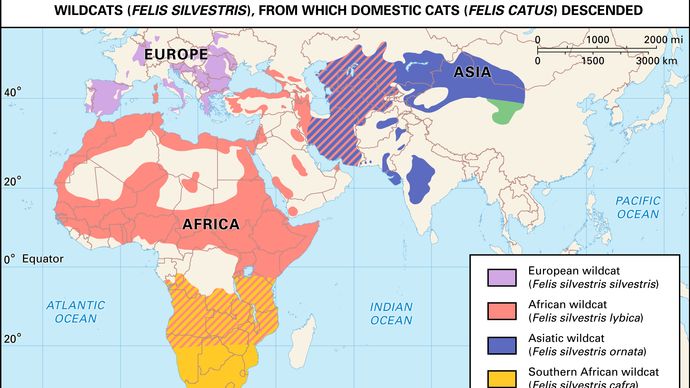 WILDCATS (FELIS SILVESTRIS), FROM WHICH DOMESTIC CATS (FELIS CATUS) DESCENDED
0 1000 2000 mi
0 1500 3000 km
EUROPE
ASIA
40°
20°
PACIFIC
OCEAN
AFRICA
0° Equator
ATLANTIC
OCEAN
INDIAN
OCEAN
20°
European wildcat
(Felis silvestris silvestris)
African wildcat
(Felis silvestris lybica)
Asiatic wildcat
(Felis silvestris ornata)
Southern African wildcat
(Felis silvestris cafra)